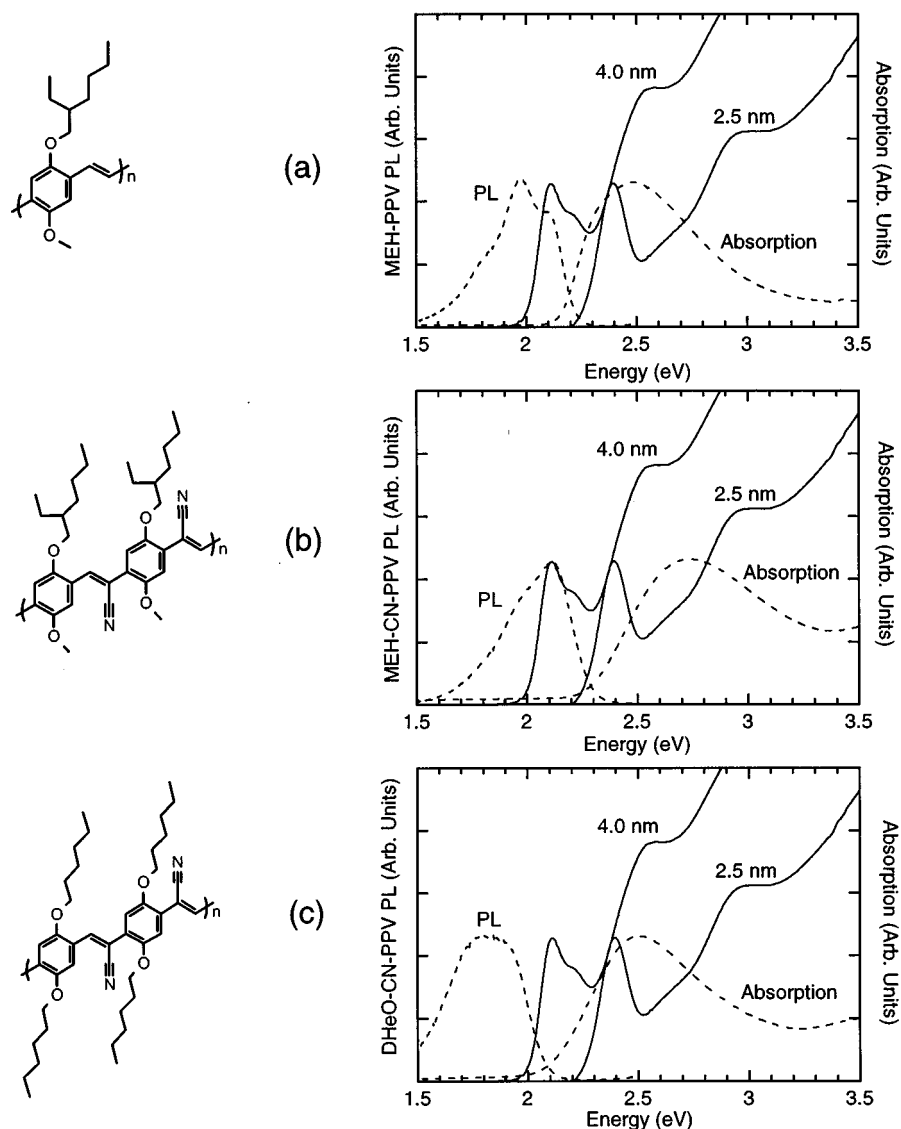 (a)
O
O
n
MEH-PPV PL (Arb. Units)
Absorption (Arb. Units)
4.0 nm
2.5 nm
PL
Absorption
1.5 2 2.5 3 3.5
Energy (eV)
(b)
N
O
O
n
O
N
O
MEH-CN-PPV PL (Arb. Units)
Absorption (Arb. Units)
4.0 nm
2.5 nm
PL
Absorption
1.5 2 2.5 3 3.5
Energy (eV)
(c)
N
O
O
n
O
N
O
DHeO-CN-PPV PL (Arb. Units)
Absorption (Arb. Units)
4.0 nm
2.5 nm
PL
Absorption
1.5 2 2.5 3 3.5
Energy (eV)